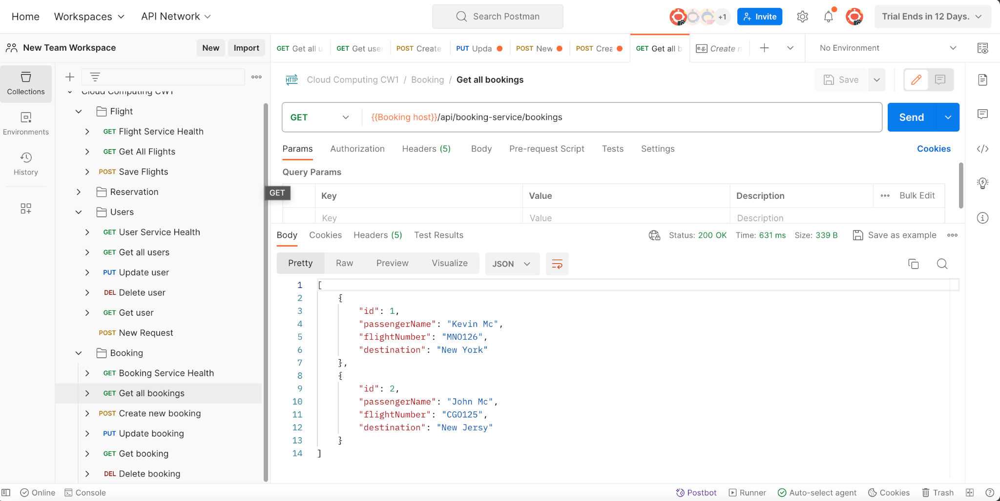 Home Workspaces API Network Search Postman +1 Invite Trial Ends in 12 Days.
New Team Workspace New Import
GET Get all u GET Get user POST Create PUT Upda POST New POST Crea GET Get all b e.g. Create n No Environment
Collections
Environments
History
Cloud Computing CW1
Flight
GET Flight Service Health
GET Get All Flights
POST Save Flights
Reservation
Users
GET User Service Health
GET Get all users
PUT Update user
DEL Delete user
GET Get user
POST New Request
Booking
GET Booking Service Health
GET Get all bookings
POST Create new booking
PUT Update booking
GET Get booking
DEL Delete booking
HTTP Cloud Computing CW1 / Booking / Get all bookings Save
GET {{Booking host}}/api/booking-service/bookings Send
Params Authorization Headers (5) Body Pre-request Script Tests Settings Cookies
Query Params
GET
Key Value Description Bulk Edit
Key Value Description
Body Cookies Headers (5) Test Results Status: 200 OK Time: 631 ms Size: 339 B Save as example
Pretty Raw Preview Visualize JSON
1 [
2 {
3 "id": 1,
4 "passengerName": "Kevin Mc",
5 "flightNumber": "MNO126",
6 "destination": "New York"
7 },
8 {
9 "id": 2,
10 "passengerName": "John Mc",
11 "flightNumber": "CGO125",
12 "destination": "New Jersy"
13 }
14 ]
Online Console Postbot Runner Auto-select agent Cookies Trash